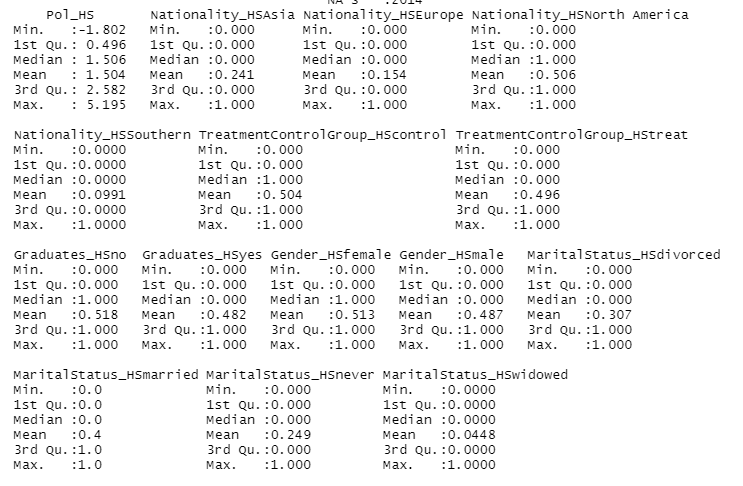 NA's :2014
Pol_HS Nationality_HSAsia Nationality_HSEurope Nationality_HSNorth America
Min. :-1.802 Min. :0.000 Min. :0.000 Min. :0.000
1st Qu.: 0.496 1st Qu.:0.000 1st Qu.:0.000 1st Qu.:0.000
Median : 1.506 Median :0.000 Median :0.000 Median :1.000
Mean : 1.504 Mean :0.241 Mean :0.154 Mean :0.506
3rd Qu.: 2.582 3rd Qu.:0.000 3rd Qu.:0.000 3rd Qu.:1.000
Max. : 5.195 Max. :1.000 Max. :1.000 Max. :1.000
Nationality_HSSouthern TreatmentControlGroup_HScontrol TreatmentControlGroup_HStreat
Min. :0.0000 Min. :0.000 Min. :0.000
1st Qu.:0.0000 1st Qu.:0.000 1st Qu.:0.000
Median :0.0000 Median :1.000 Median :0.000
Mean :0.0991 Mean :0.504 Mean :0.496
3rd Qu.:0.0000 3rd Qu.:1.000 3rd Qu.:1.000
Max. :1.0000 Max. :1.000 Max. :1.000
Graduates_HSno Graduates_HSyes Gender_HSfemale Gender_HSmale MaritalStatus_HSdivorced
Min. :0.000 Min. :0.000 Min. :0.000 Min. :0.000 Min. :0.000
1st Qu.:0.000 1st Qu.:0.000 1st Qu.:0.000 1st Qu.:0.000 1st Qu.:0.000
Median :1.000 Median :0.000 Median :1.000 Median :0.000 Median :0.000
Mean :0.518 Mean :0.482 Mean :0.513 Mean :0.487 Mean :0.307
3rd Qu.:1.000 3rd Qu.:1.000 3rd Qu.:1.000 3rd Qu.:1.000 3rd Qu.:1.000
Max. :1.000 Max. :1.000 Max. :1.000 Max. :1.000 Max. :1.000
MaritalStatus_HSmarried MaritalStatus_HSnever MaritalStatus_HSwidowed
Min. :0.0 Min. :0.000 Min. :0.0000
1st Qu.:0.0 1st Qu.:0.000 1st Qu.:0.0000
Median :0.0 Median :0.000 Median :0.0000
Mean :0.4 Mean :0.249 Mean :0.0448
3rd Qu.:1.0 3rd Qu.:0.000 3rd Qu.:0.0000
Max. :1.0 Max. :1.000 Max. :1.0000